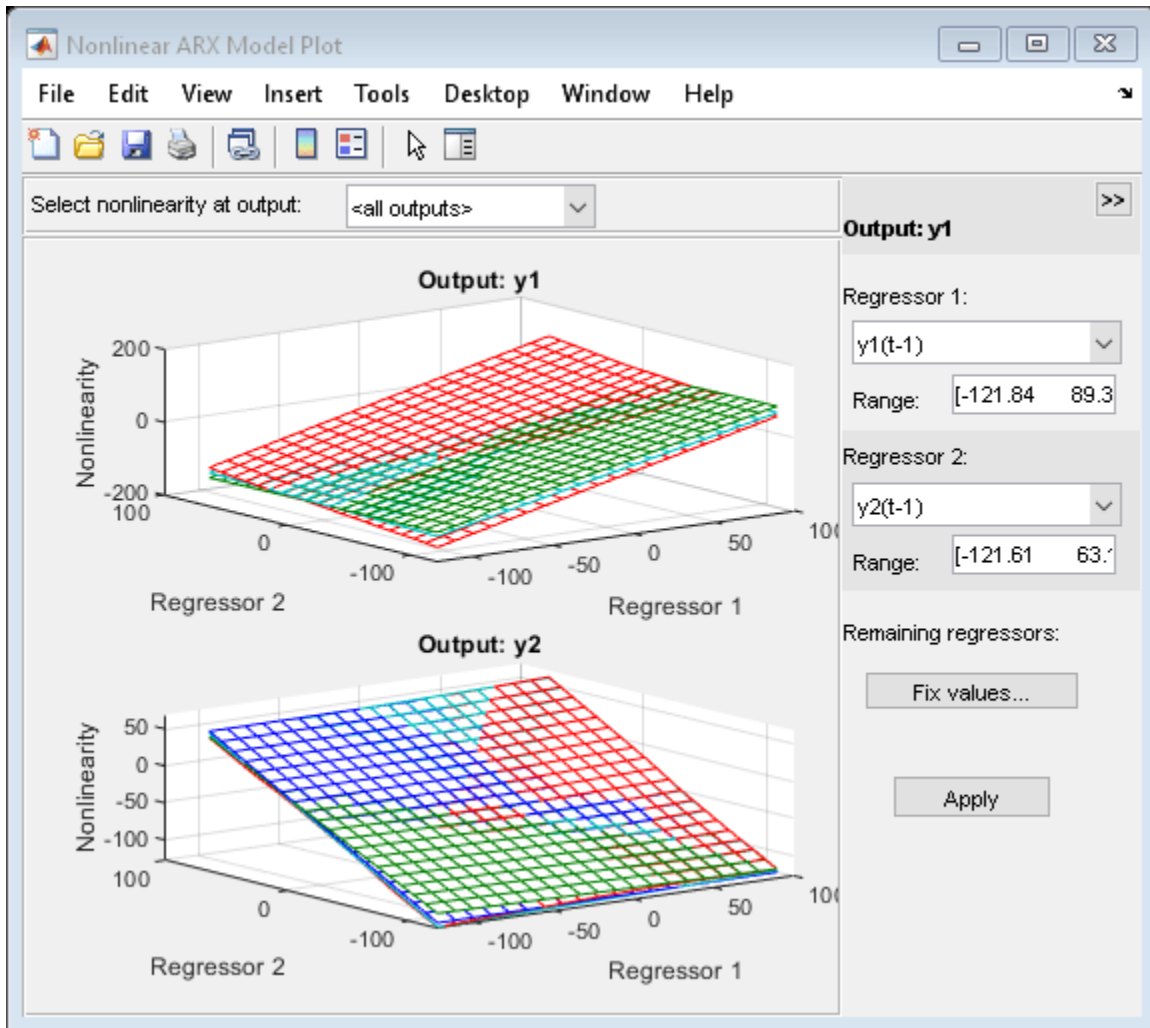 Nonlinear ARX Model Plot
File Edit View Insert Tools Desktop Window Help
Select nonlinearity at output: <all outputs>
>>
Output: y1
Regressor 1:
y1(t-1)
Range: [-121.84 89.3
Regressor 2:
y2(t-1)
Range: [-121.61 63.
Remaining regressors:
Fix values...
Apply
Output: y1
Nonlinearity
200
0
-200
100
0
-100
Regressor 2
-100
-50
0
50
100
Regressor 1
Output: y2
Nonlinearity
50
0
-50
-100
100
0
-100
Regressor 2
-100
-50
0
50
100
Regressor 1